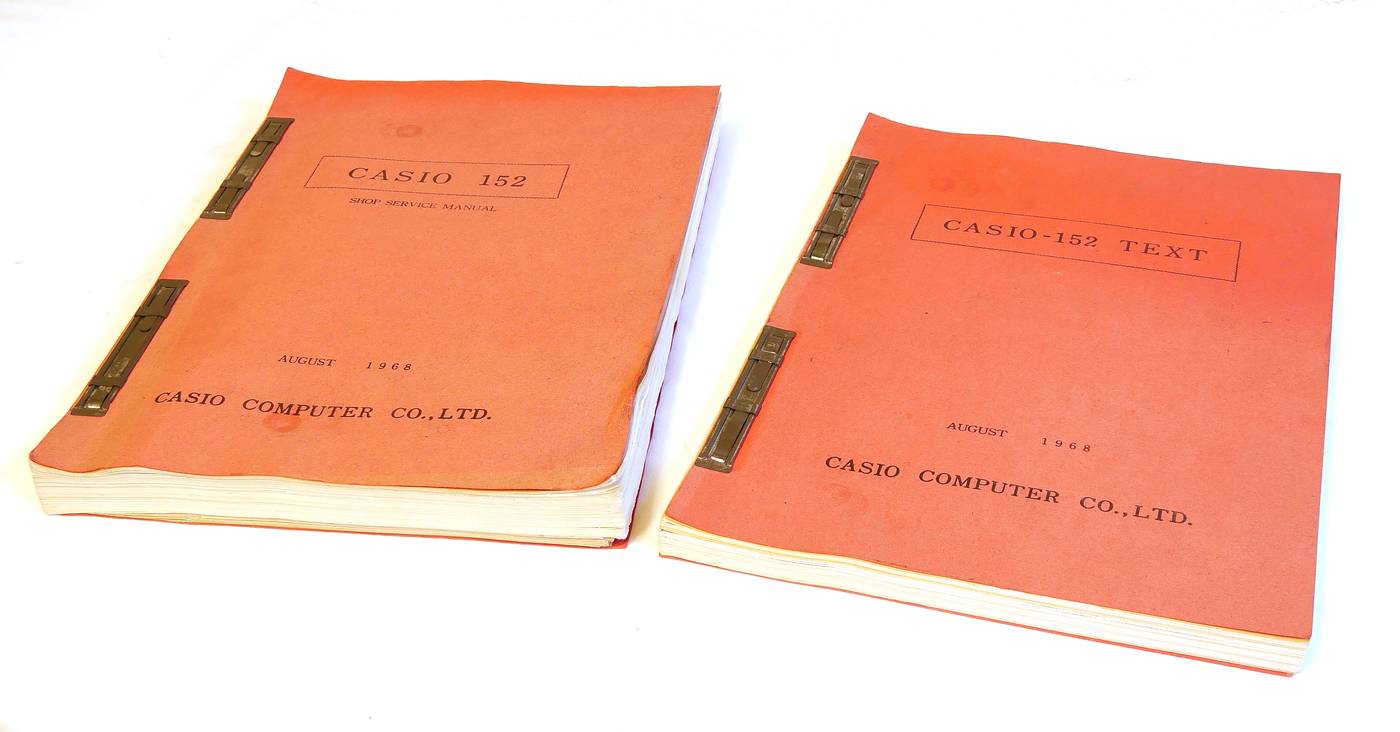 CASIO 152
SHOP SERVICE MANUAL
AUGUST 1968
CASIO COMPUTER CO.,LTD.
CASIO-152 TEXT
AUGUST 1968
CASIO COMPUTER CO.,LTD.